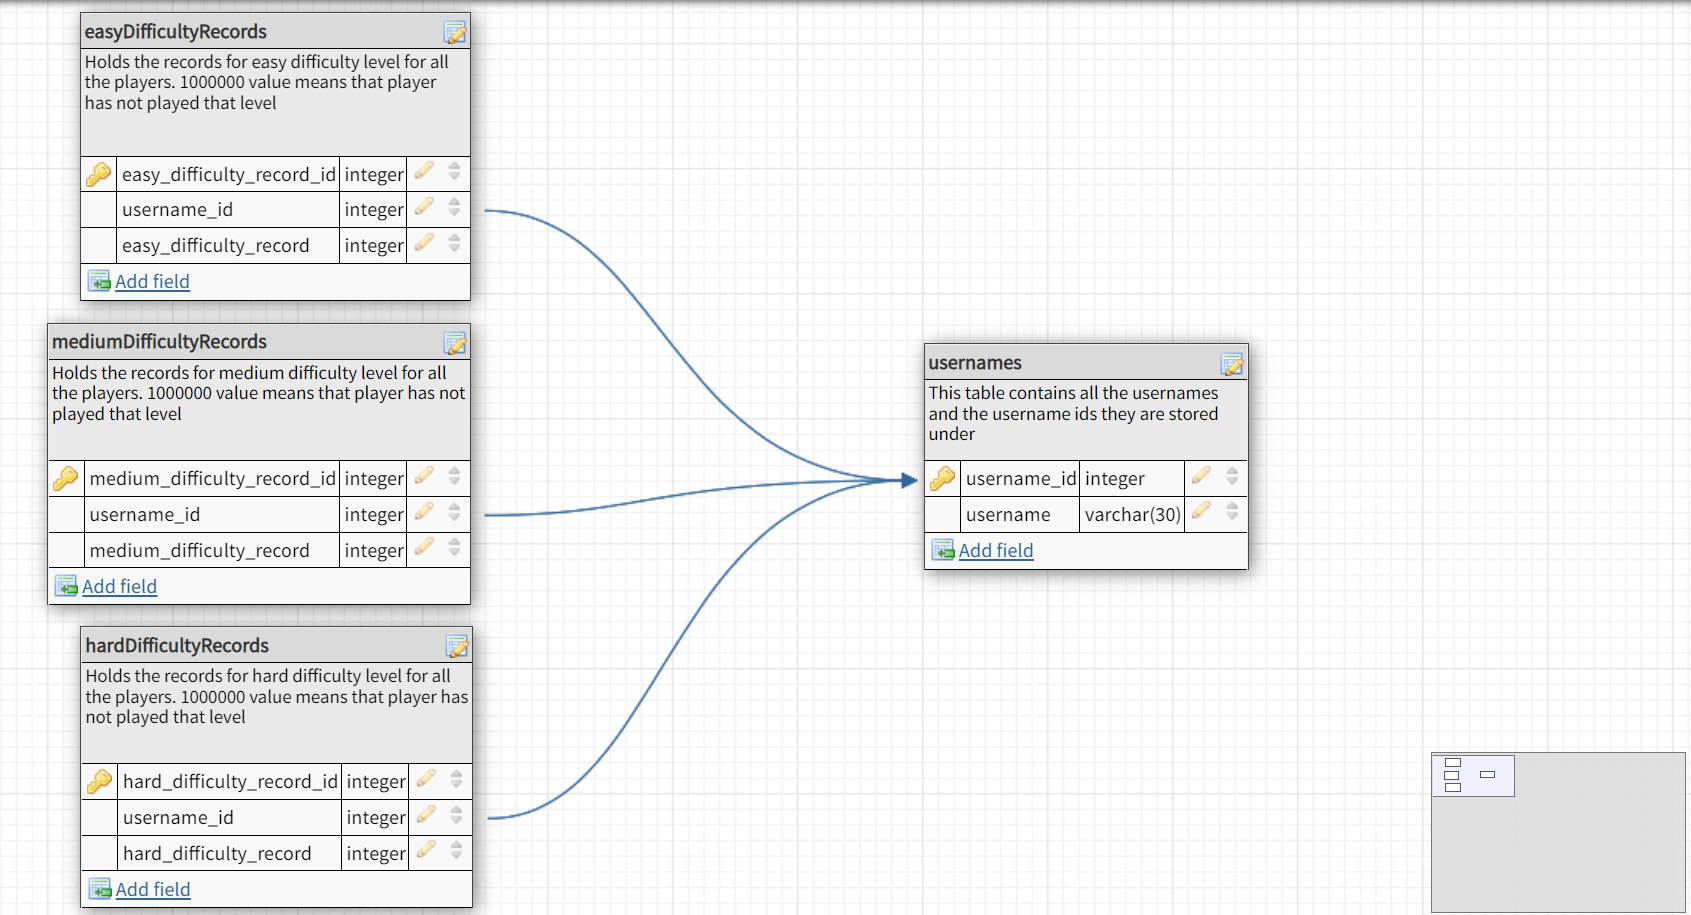 easyDifficultyRecords
Holds the records for easy difficulty level for all
the players. 1000000 value means that player
has not played that level
easy_difficulty_record_id integer
username_id integer
easy_difficulty_record integer
Add field
mediumDifficultyRecords
Holds the records for medium difficulty level for all
the players. 1000000 value means that player has not
played that level
medium_difficulty_record_id integer
username_id integer
medium_difficulty_record integer
Add field
hardDifficultyRecords
Holds the records for hard difficulty level for all
the players. 1000000 value means that player has
not played that level
hard_difficulty_record_id integer
username_id integer
hard_difficulty_record integer
Add field
usernames
This table contains all the usernames
and the username ids they are stored
under
username_id integer
username varchar(30)
Add field